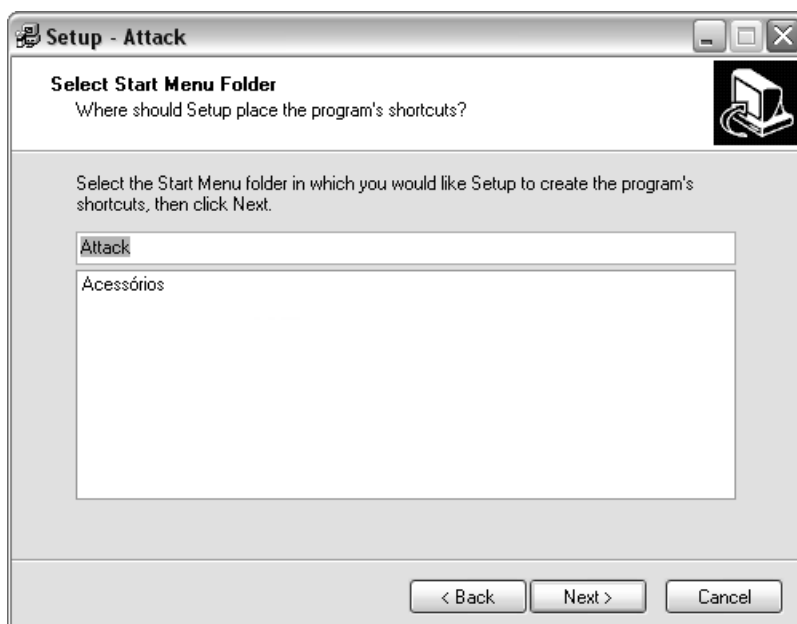 Setup - Attack
Select Start Menu Folder
Where should Setup place the program's shortcuts?
Select the Start Menu folder in which you would like Setup to create the program's
shortcuts, then click Next.
Attack
Acessórios
< Back Next > Cancel